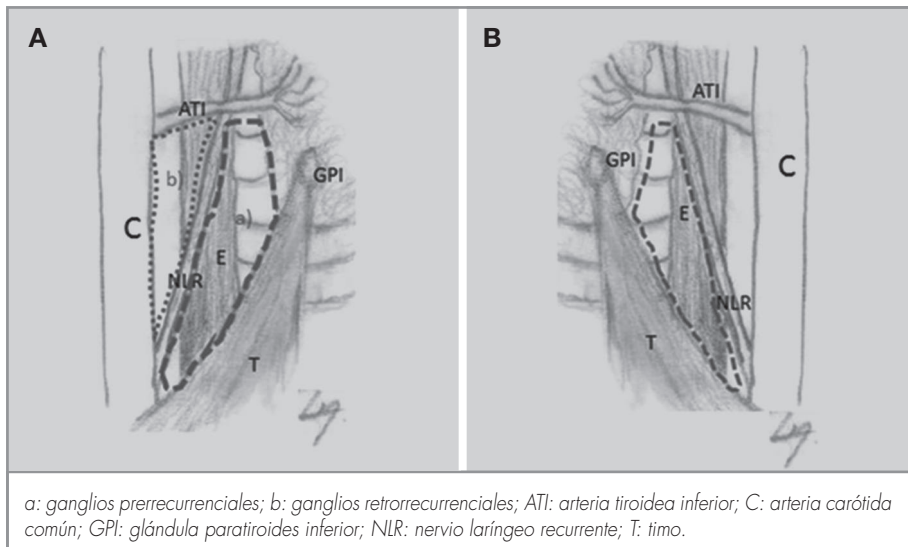 A
B
ATI
ATI
b)
GPI
GPI
C
C
a)
E
E
NLR
NLR
T
T
a: ganglios prerrecurrenciales; b: ganglios retrorrecurrenciales; ATI: arteria tiroidea inferior; C: arteria carótida
común; GPI: glándula paratiroides inferior; NLR: nervio laríngeo recurrente; T: timo.